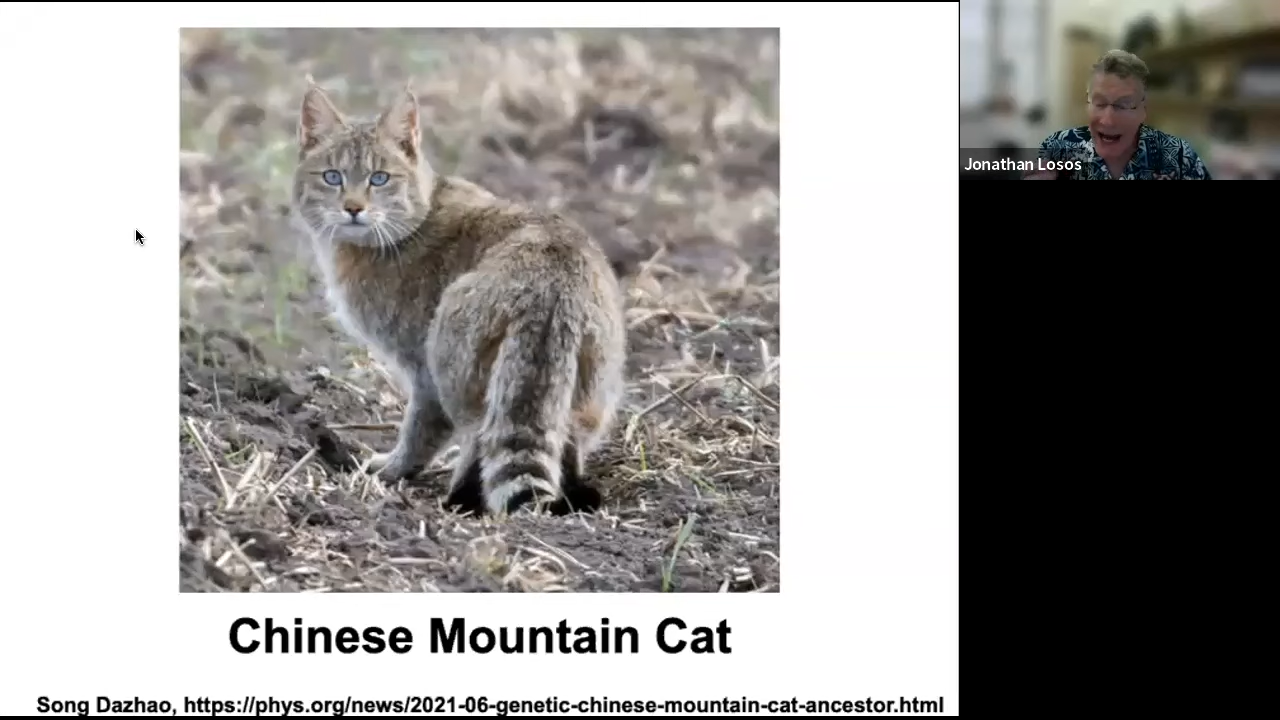 Jonathan Losos
Chinese Mountain Cat
Song Dazhao, https://phys.org/news/2021-06-genetic-chinese-mountain-cat-ancestor.html